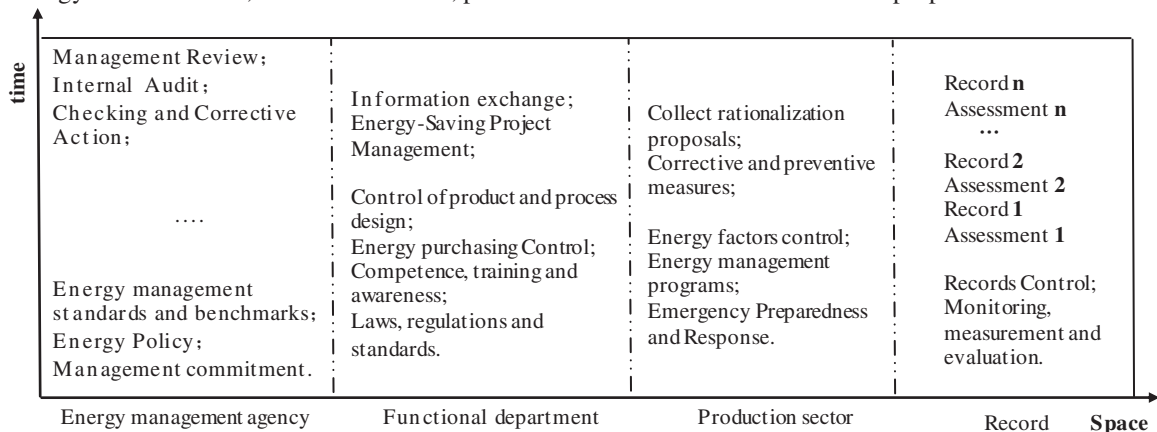 time
Management Review;
Internal Audit;
Checking and Corrective
Action;
....
Energy management
standards and benchmarks;
Energy Policy;
Management commitment.
Information exchange;
Energy-Saving Project
Management;
Control of product and process
design;
Energy purchasing Control;
Competence, training and
awareness;
Laws, regulations and
standards.
Collect rationalization
proposals;
Corrective and preventive
measures;
Energy factors control;
Energy management
programs;
Emergency Preparedness
and Response.
Record n
Assessment n
...
Record 2
Assessment 2
Record 1
Assessment 1
Records Control;
Monitoring,
measurement and
evaluation.
Energy management agency
Functional department
Production sector
Record
Space